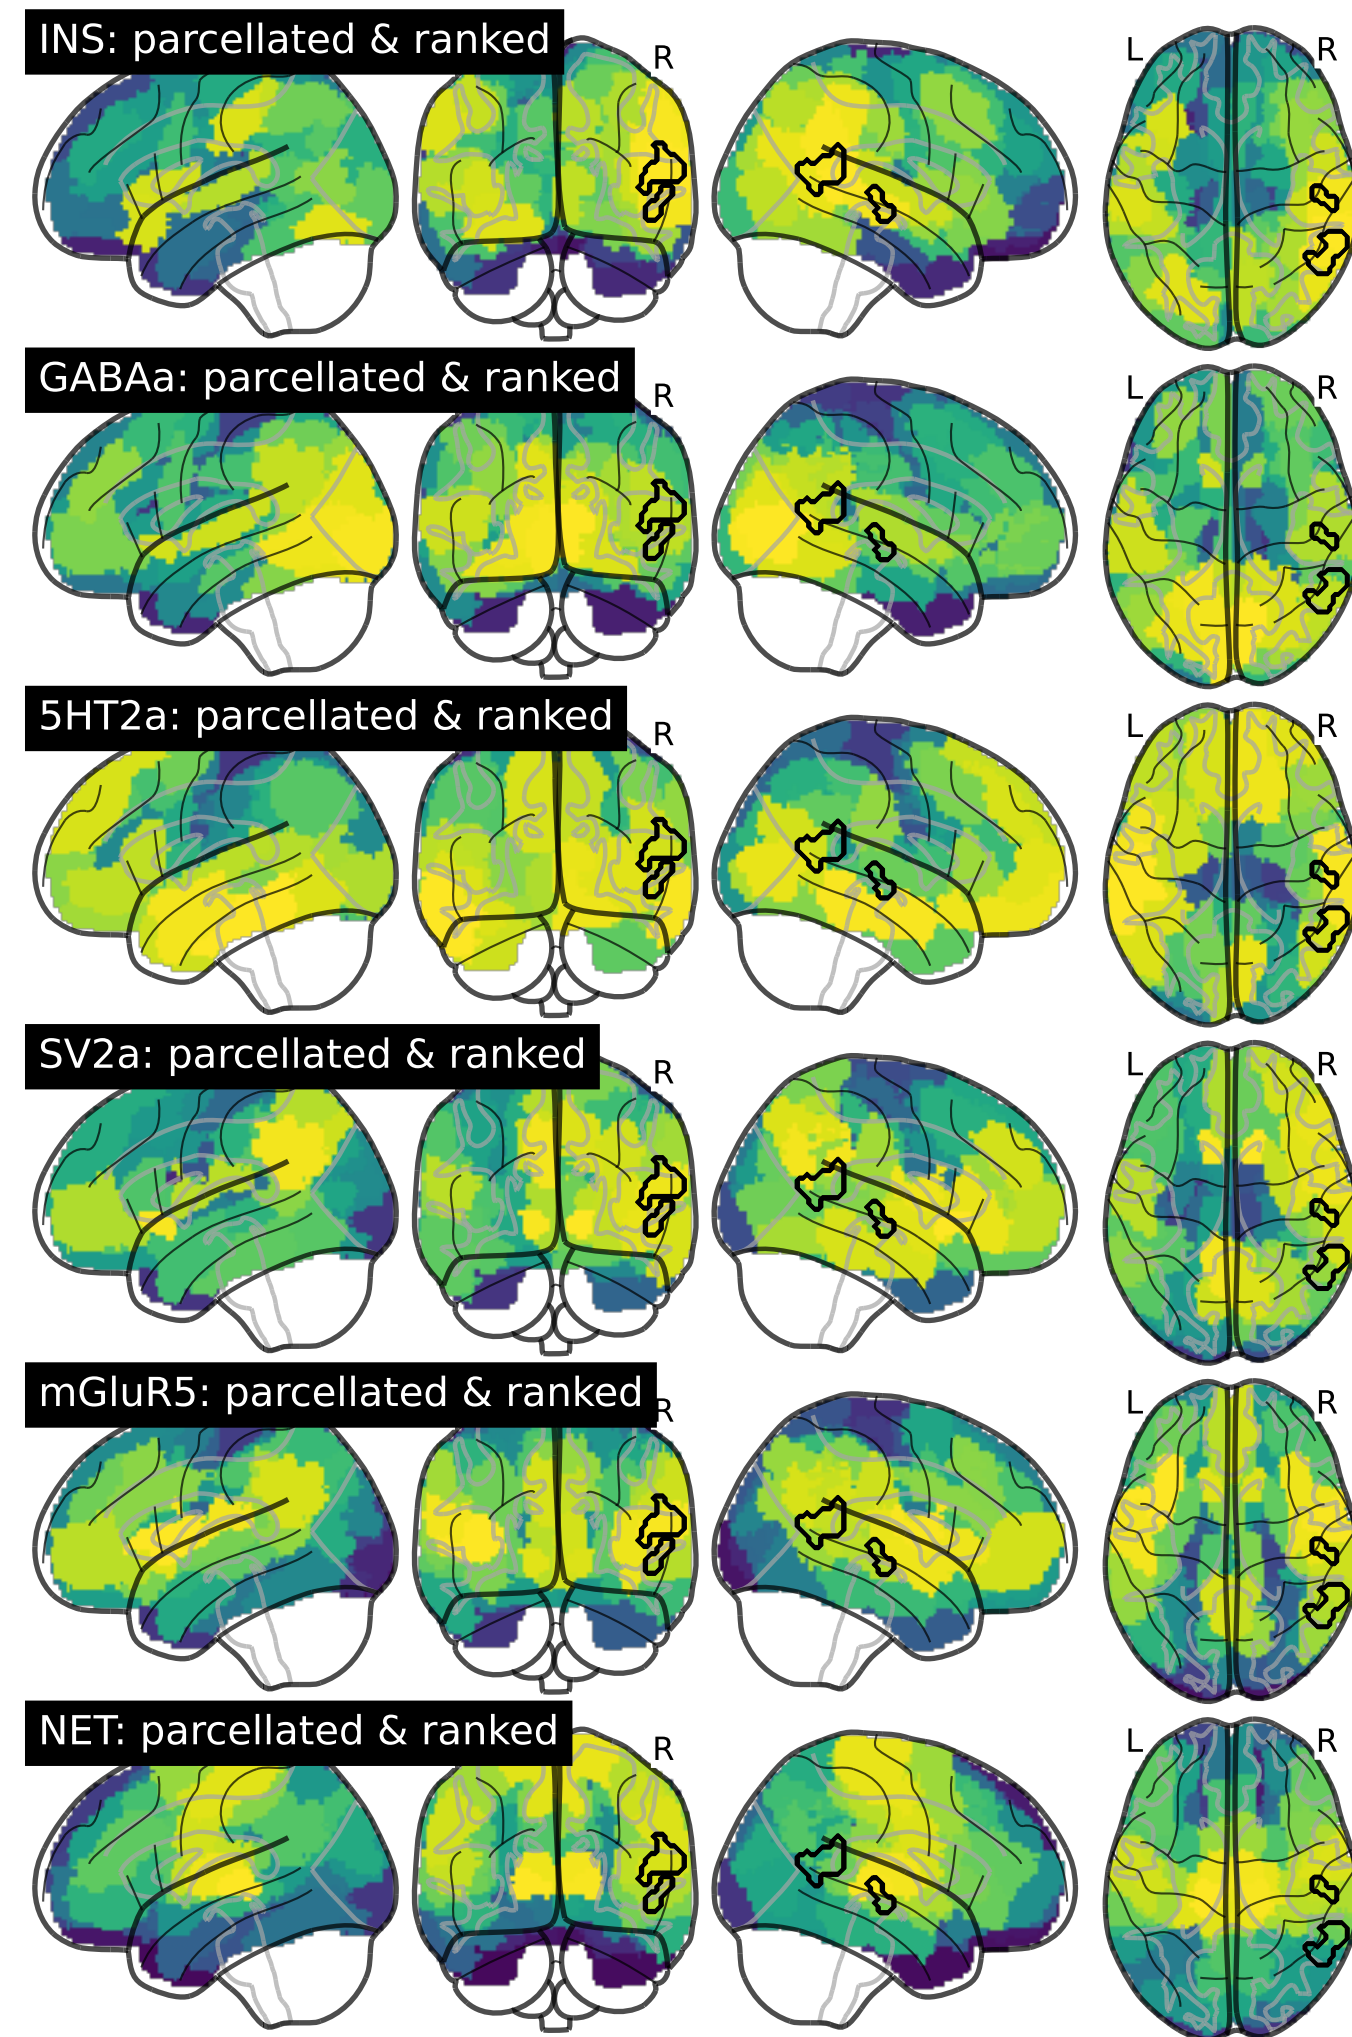 INS: parcellated & ranked
R
L
R
GABAa: parcellated & ranked
R
L
R
5HT2a: parcellated & ranked
R
L
R
SV2a: parcellated & ranked
R
L
R
mGluR5: parcellated & ranked
R
L
R
NET: parcellated & ranked
R
L
R